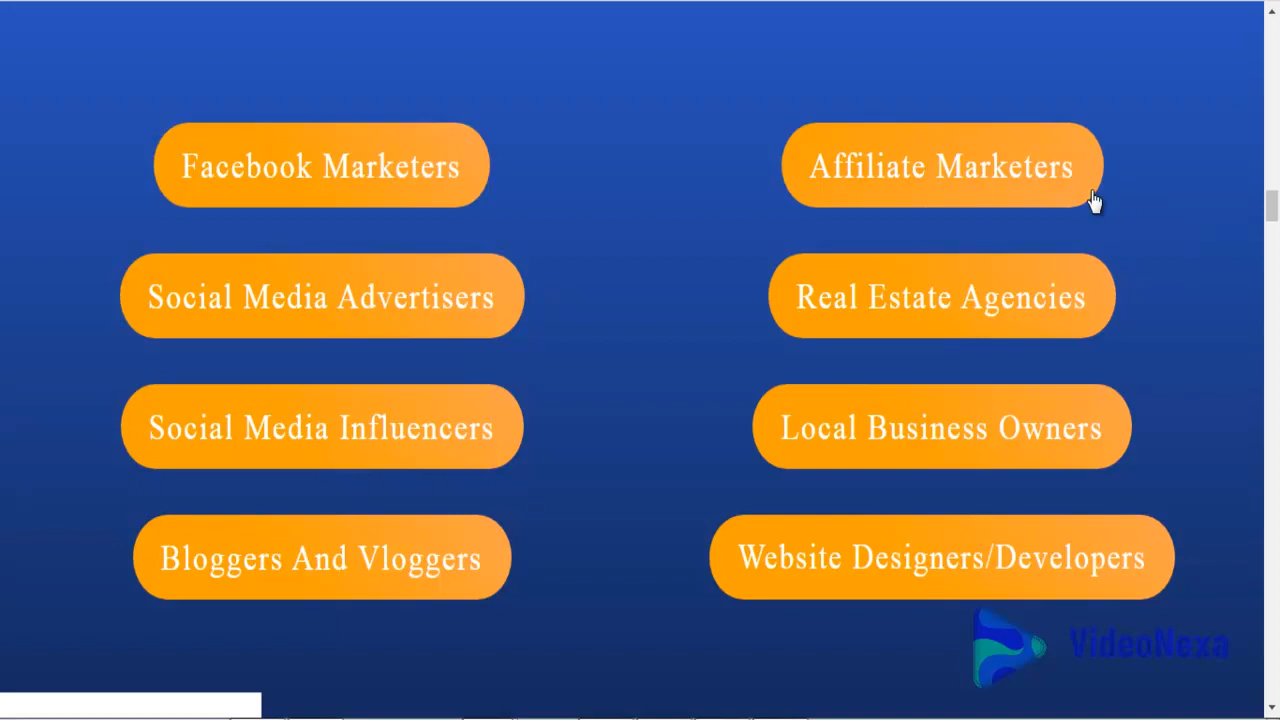 Facebook Marketers
Affiliate Marketers
Social Media Advertisers
Real Estate Agencies
Social Media Influencers
Local Business Owners
Bloggers And Vloggers
Website Designers/Developers
VideoNexa